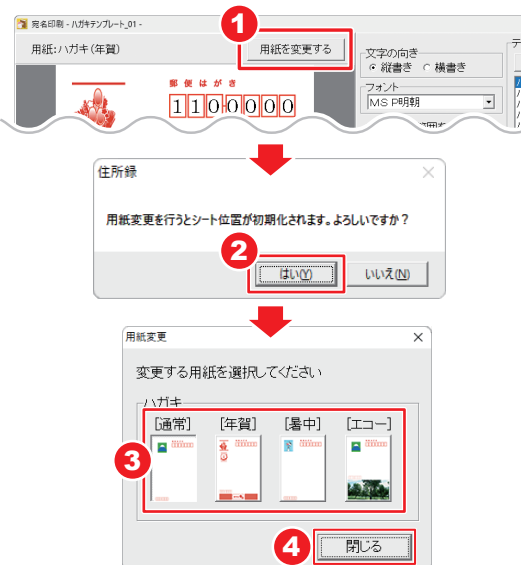 宛名印刷 - ハガキテンプレート_01 -
1
用紙:ハガキ(年賀)
用紙を変更する
文字の向き
縦書き 横書き
郵便はがき
1100000
フォント
MS P明朝
住所録
用紙変更を行うとシート位置が初期化されます。よろしいですか?
2
はい(Y) いいえ(N)
用紙変更
変更する用紙を選択してください
ハガキ
[通常] [年賀] [暑中] [エコー]
3
4
閉じる